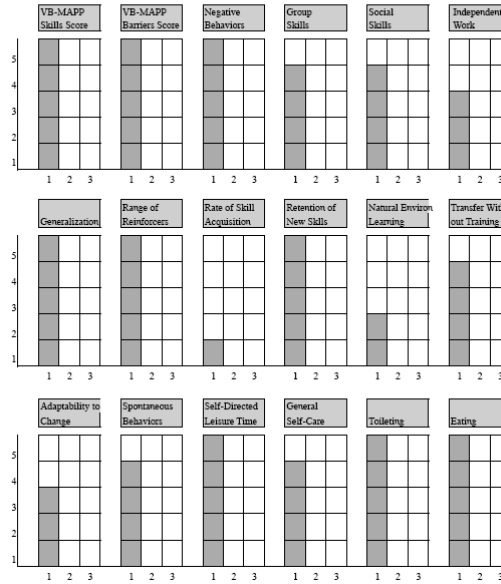 VB-MAPP VB-MAPP Negative Group Social Independent
Skills Score Barriers Score Behaviors Skills Skills Work
5
4
3
2
1
1 2 3 1 2 3 1 2 3 1 2 3 1 2 3 1 2 3
Range of Rate of Skill Retention of Natural Environ Transfer With
Generalization Reinforcers Acquisition New Sklls Learning out Training
5
4
3
2
1
1 2 3 1 2 3 1 2 3 1 2 3 1 2 3 1 2 3
Adaptability to Spontaneous Self-Directed General
Change Behaviors Leisure Time Self-Care Toileting Eating
5
4
3
2
1
1 2 3 1 2 3 1 2 3 1 2 3 1 2 3 1 2 3